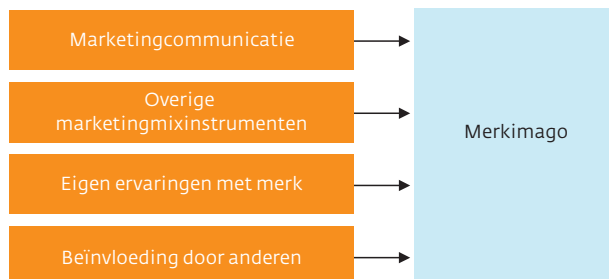 Marketingcommunicatie
Overige
marketingmixinstrumenten
Merkimago
Eigen ervaringen met merk
Beïnvloeding door anderen